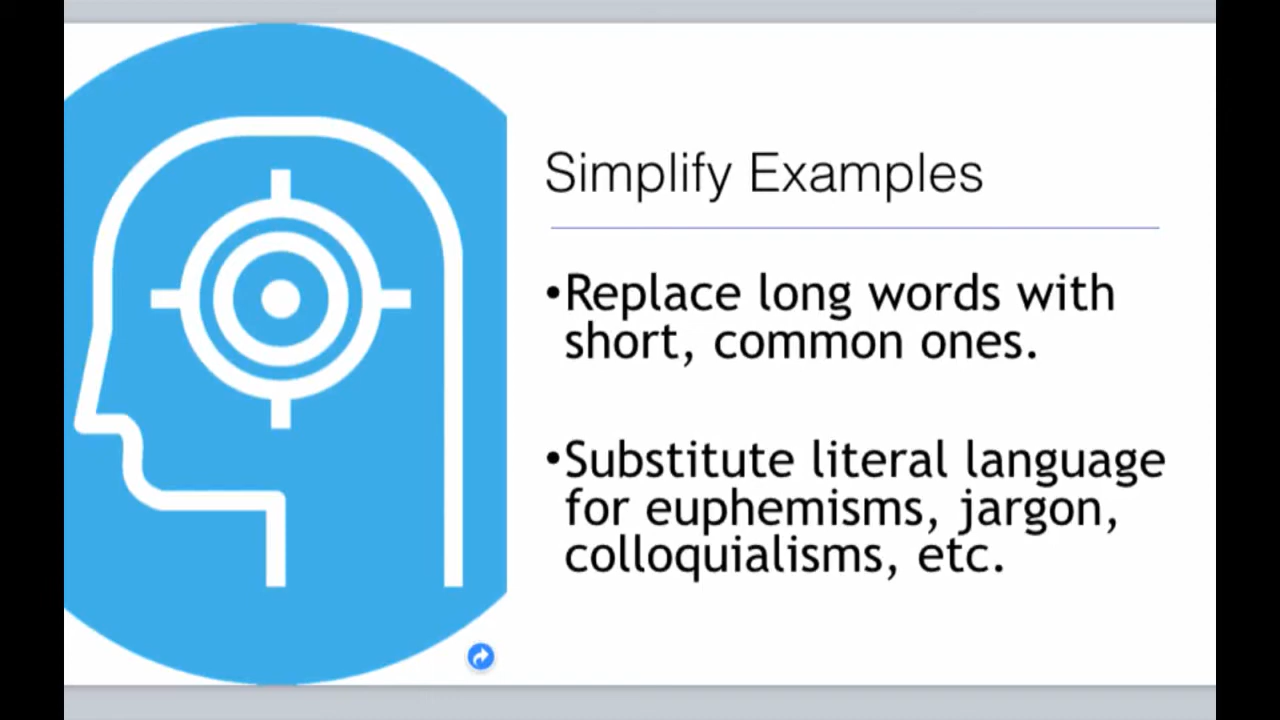 Simplify Examples
•Replace long words with
short, common ones.
•Substitute literal language
for euphemisms, jargon,
colloquialisms, etc.